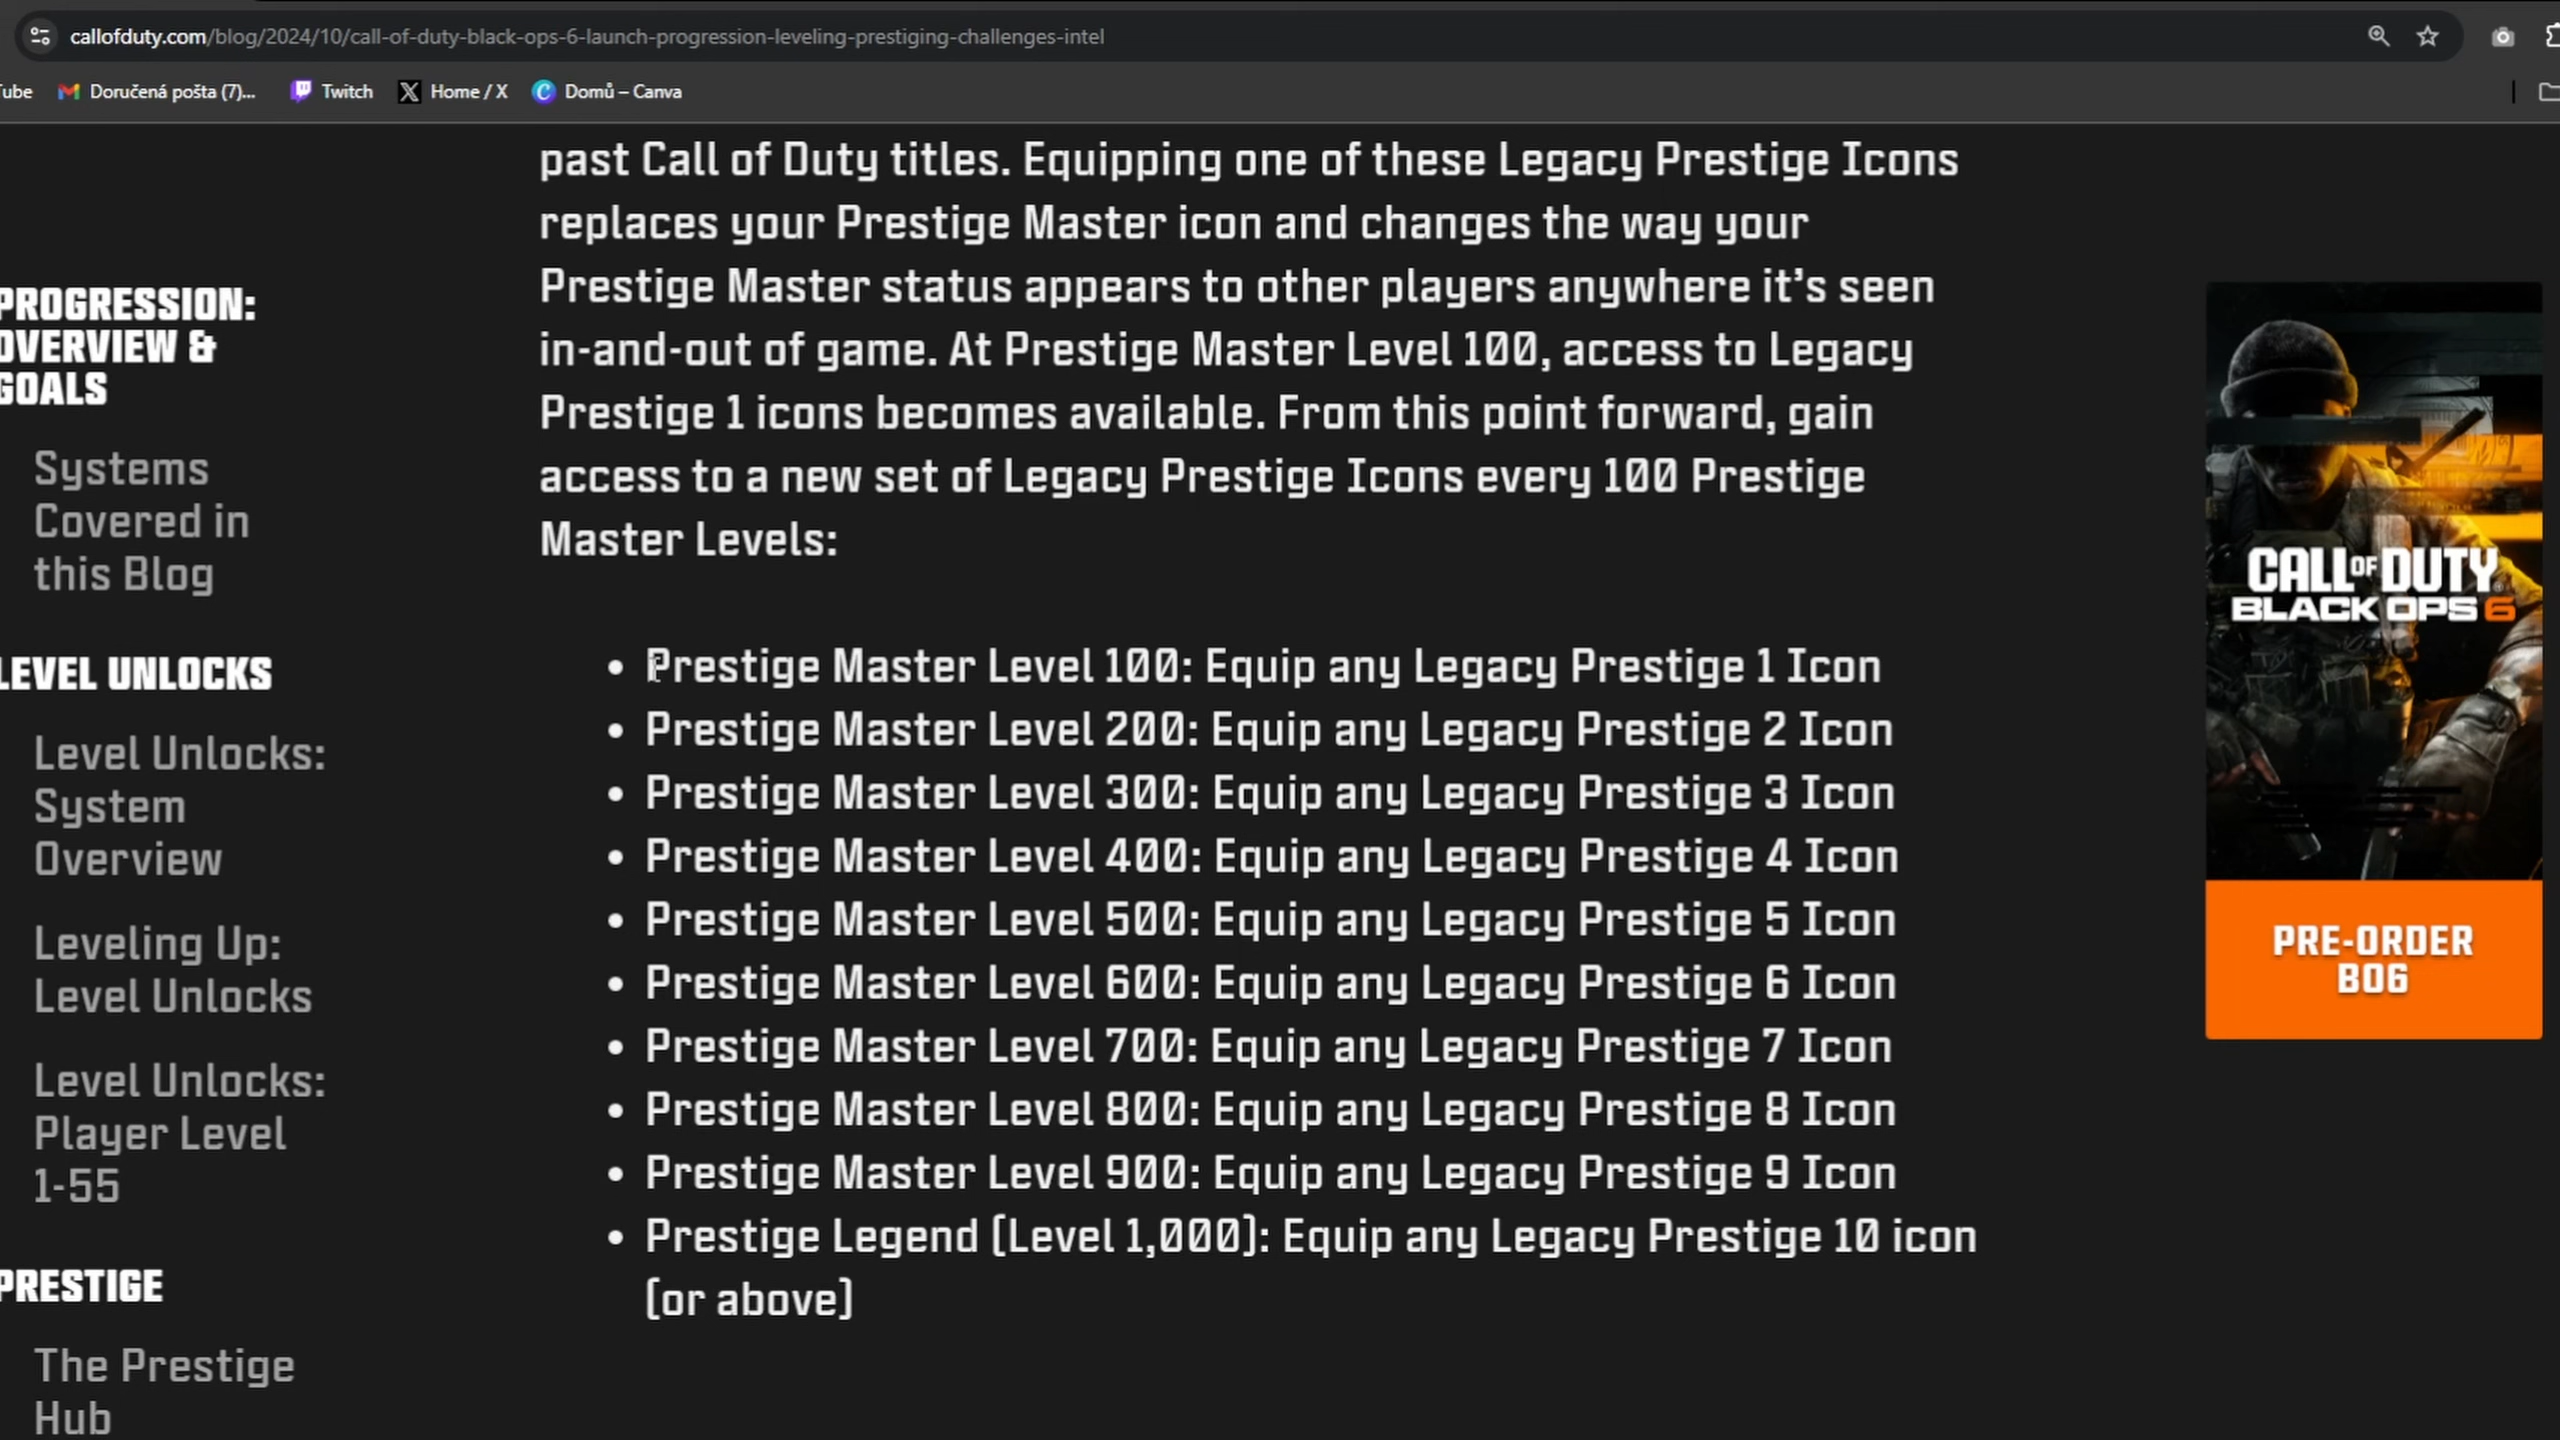 callofduty.com/blog/2024/10/call-of-duty-black-ops-6-launch-progression-leveling-prestiging-challenges-intel
ube
Doručená pošta (7)...
Twitch
Home / X
Domů – Canva
past Call of Duty titles. Equipping one of these Legacy Prestige Icons
replaces your Prestige Master icon and changes the way your
Prestige Master status appears to other players anywhere it's seen
in-and-out of game. At Prestige Master Level 100, access to Legacy
Prestige 1 icons becomes available. From this point forward, gain
access to a new set of Legacy Prestige Icons every 100 Prestige
Master Levels:
• Prestige Master Level 100: Equip any Legacy Prestige 1 Icon
• Prestige Master Level 200: Equip any Legacy Prestige 2 Icon
• Prestige Master Level 300: Equip any Legacy Prestige 3 Icon
• Prestige Master Level 400: Equip any Legacy Prestige 4 Icon
• Prestige Master Level 500: Equip any Legacy Prestige 5 Icon
• Prestige Master Level 600: Equip any Legacy Prestige 6 Icon
• Prestige Master Level 700: Equip any Legacy Prestige 7 Icon
• Prestige Master Level 800: Equip any Legacy Prestige 8 Icon
• Prestige Master Level 900: Equip any Legacy Prestige 9 Icon
• Prestige Legend (Level 1,000): Equip any Legacy Prestige 10 icon
(or above)
PROGRESSION:
OVERVIEW &
GOALS
Systems
Covered in
this Blog
LEVEL UNLOCKS
Level Unlocks:
System
Overview
Leveling Up:
Level Unlocks
Level Unlocks:
Player Level
1-55
PRESTIGE
The Prestige
Hub
CALL OF DUTY
BLACK OPS 6
PRE-ORDER
BO6